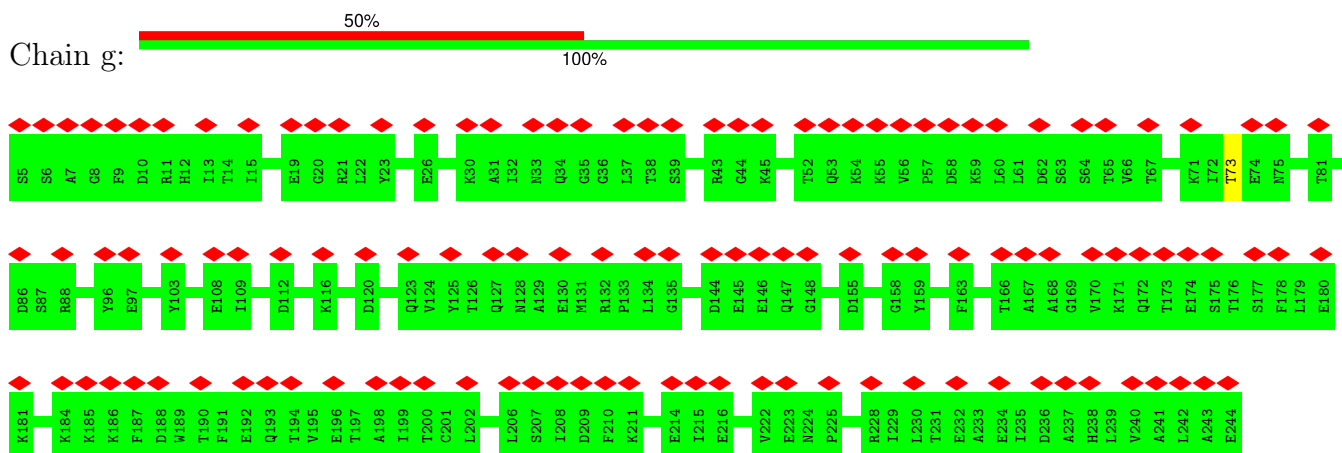 50%
Chain g:
100%
S5 S6 A7 G8 F9 D10 R11 H12 I13 T14 I15 E19 G20 R21 L22 Y23 E26 K30 A31 I32 N33 Q34 G35 G36 L37 T38 S39 R43 G44 K45 T52 Q53 K54 K55 V56 P57 D58 K59 L60 L61 D62 S63 S64 T65 V66 T67 K71 I72 T73 E74 N75 T81
D86 S87 R88 Y96 E97 Y103 E108 I109 D112 K116 D120 Q123 V124 Y125 T126 Q127 N128 A129 E130 M131 R132 P133 L134 G135 D144 E145 E146 Q147 G148 D155 G158 Y159 F163 T166 A167 A168 G169 V170 K171 Q172 T173 E174 S175 T176 S177 F178 L179 E180
K181 K184 K185 K186 F187 D188 W189 T190 F191 E192 Q193 T194 V195 E196 T197 A198 I199 T200 C201 L202 L206 S207 I208 D209 F210 K211 E214 I215 E216 V222 E223 N224 P225 R228 I229 L230 T231 E232 A233 E234 I235 D236 A237 H238 L239 V240 A241 L242 A243 E244